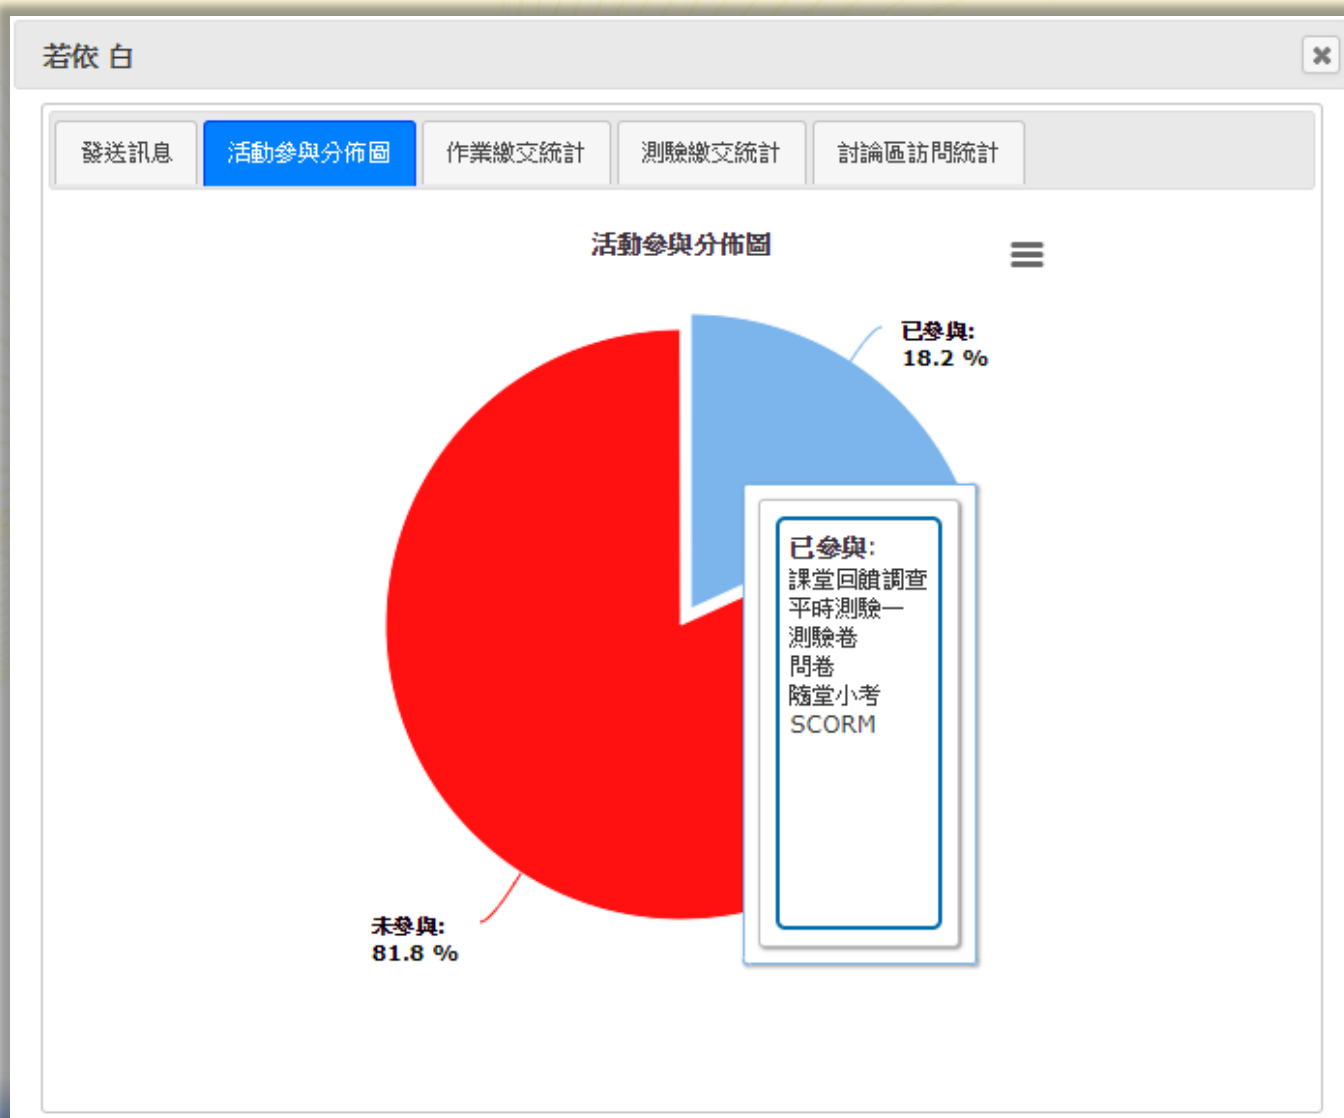 若依 白
發送訊息
活動參與分佈圖
作業繳交統計
測驗繳交統計
討論區訪問統計
活動參與分佈圖
已參與:
18.2 %
已參與:
課堂回饋調查
平時測驗一
測驗卷
問卷
隨堂小考
SCORM
未參與:
81.8 %